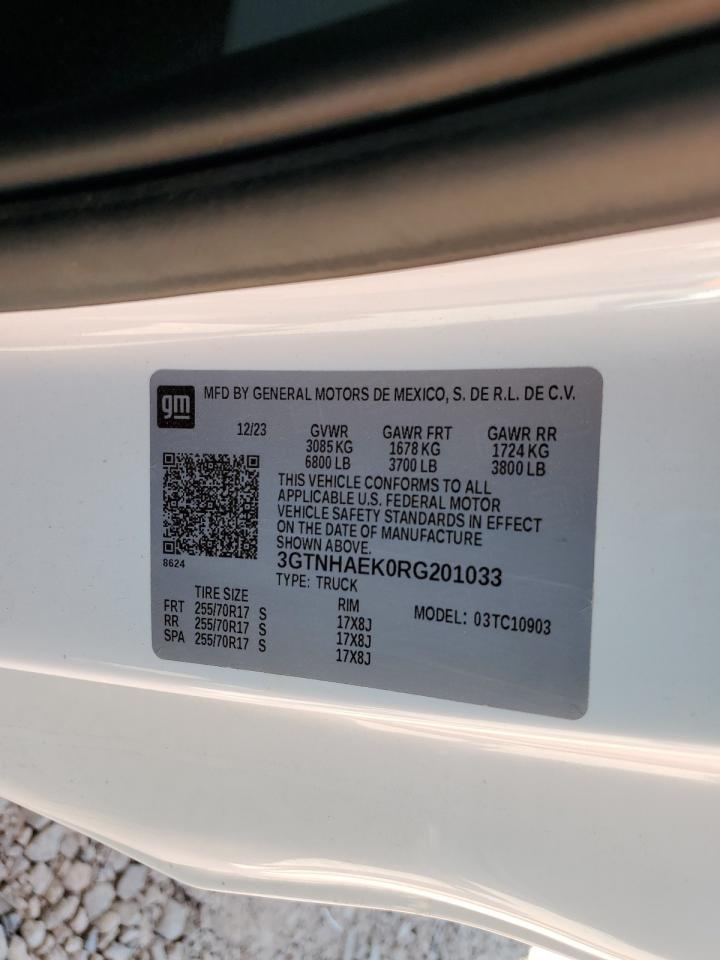 gm MFD BY GENERAL MOTORS DE MEXICO, S. DE R.L. DE C.V.
12/23 GVWR GAWR FRT GAWR RR
3085 KG 1678 KG 1724 KG
6800 LB 3700 LB 3800 LB
THIS VEHICLE CONFORMS TO ALL
APPLICABLE U.S. FEDERAL MOTOR
VEHICLE SAFETY STANDARDS IN EFFECT
ON THE DATE OF MANUFACTURE
SHOWN ABOVE.
8624 3GTNHAEK0RG201033
TYPE: TRUCK
TIRE SIZE RIM MODEL: 03TC10903
FRT 255/70R17 S 17X8J
RR 255/70R17 S 17X8J
SPA 255/70R17 S 17X8J